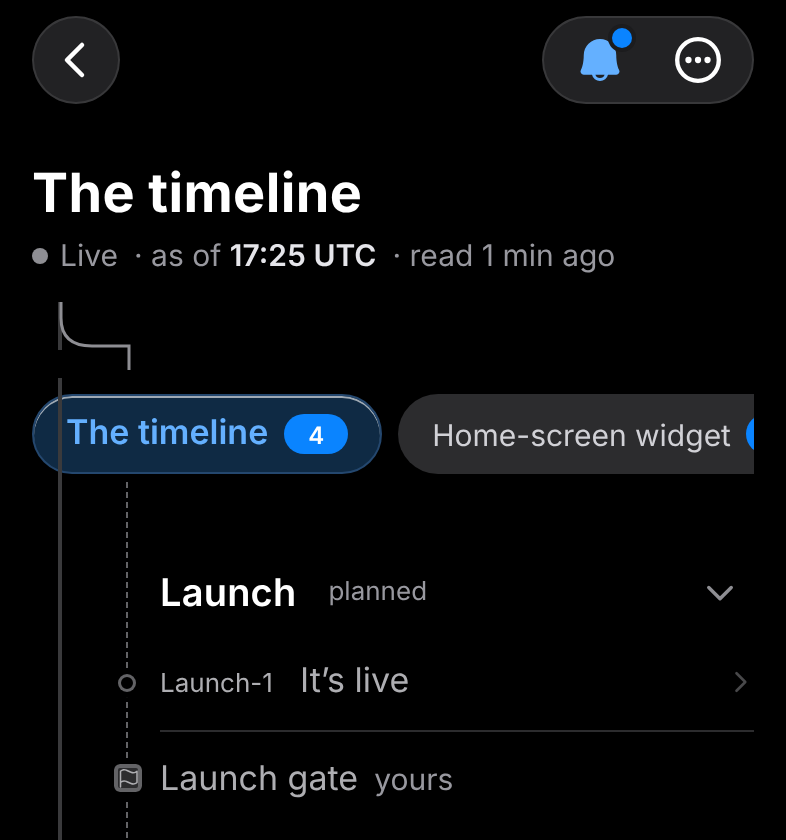 The timeline
Live · as of 17:25 UTC · read 1 min ago
The timeline 4 Home-screen widget
Launch planned
Launch-1 It’s live
Launch gate yours